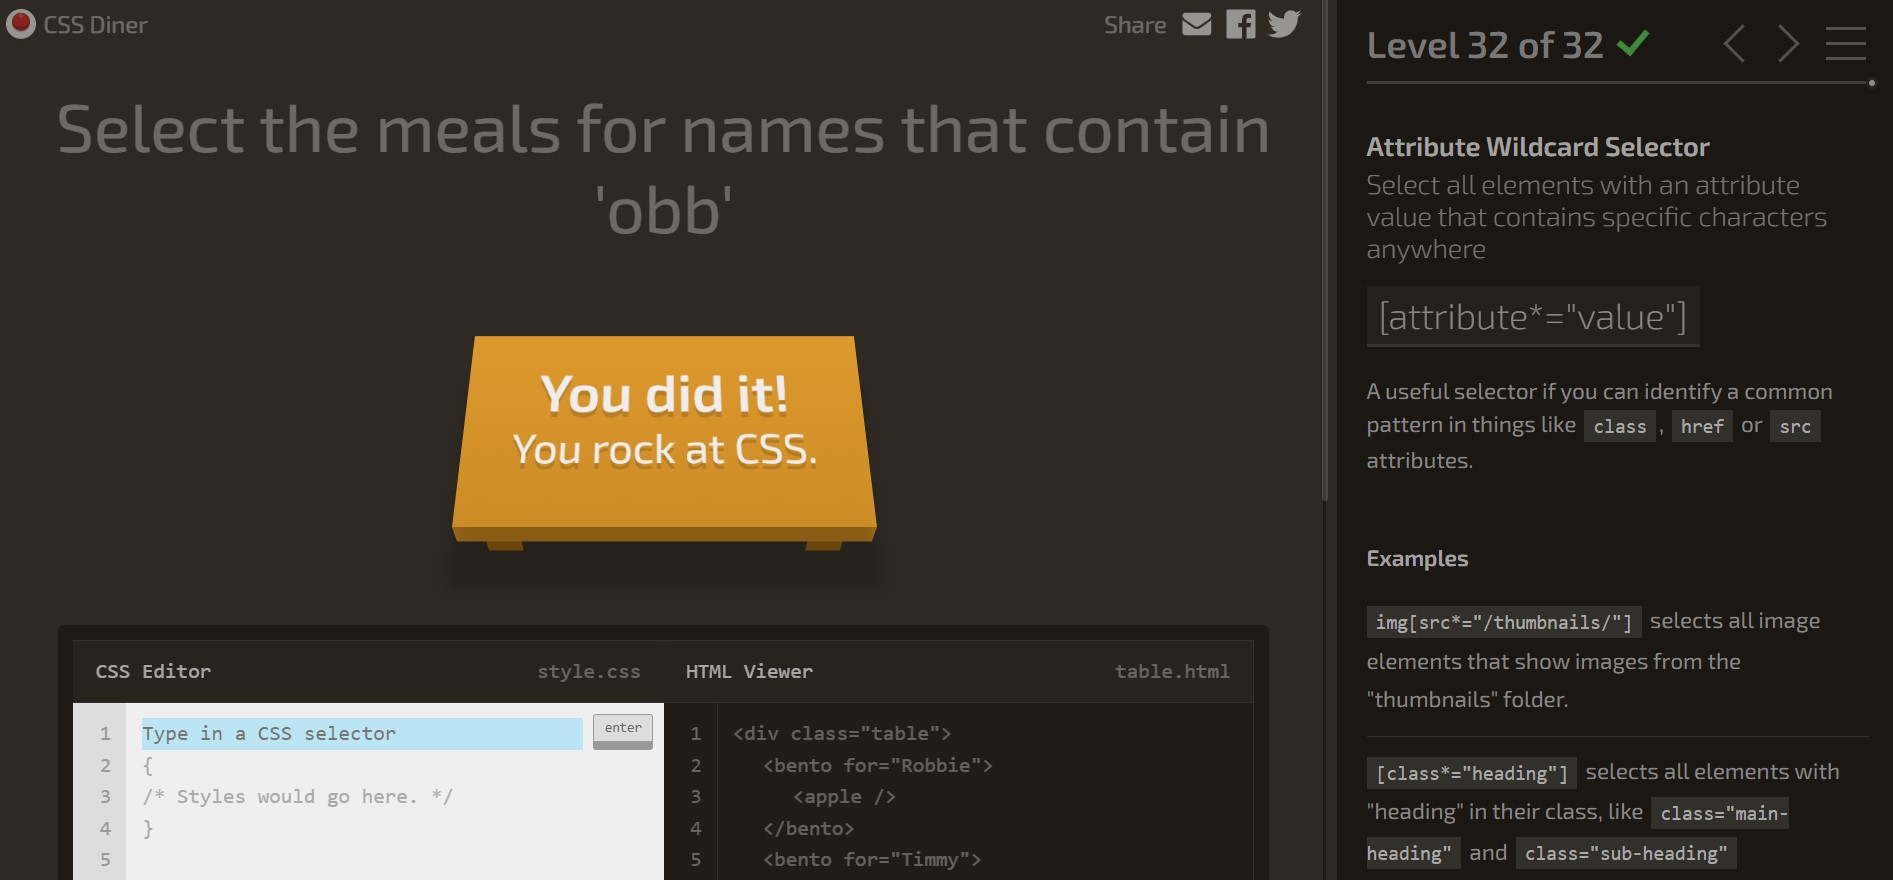 CSS Diner
Share
Select the meals for names that contain
'obb'
You did it!
You rock at CSS.
CSS Editor
style.css
HTML Viewer
table.html
1
Type in a CSS selector
enter
2
{
3
/* Styles would go here. */
4
}
5
1
<div class="table">
2
<bento for="Robbie">
3
<apple />
4
</bento>
5
<bento for="Timmy">
Level 32 of 32
Attribute Wildcard Selector
Select all elements with an attribute
value that contains specific characters
anywhere
[attribute*="value"]
A useful selector if you can identify a common
pattern in things like class , href or src
attributes.
Examples
img[src*="/thumbnails/"] selects all image
elements that show images from the
"thumbnails" folder.
[class*="heading"] selects all elements with
"heading" in their class, like class="main-
heading" and class="sub-heading"